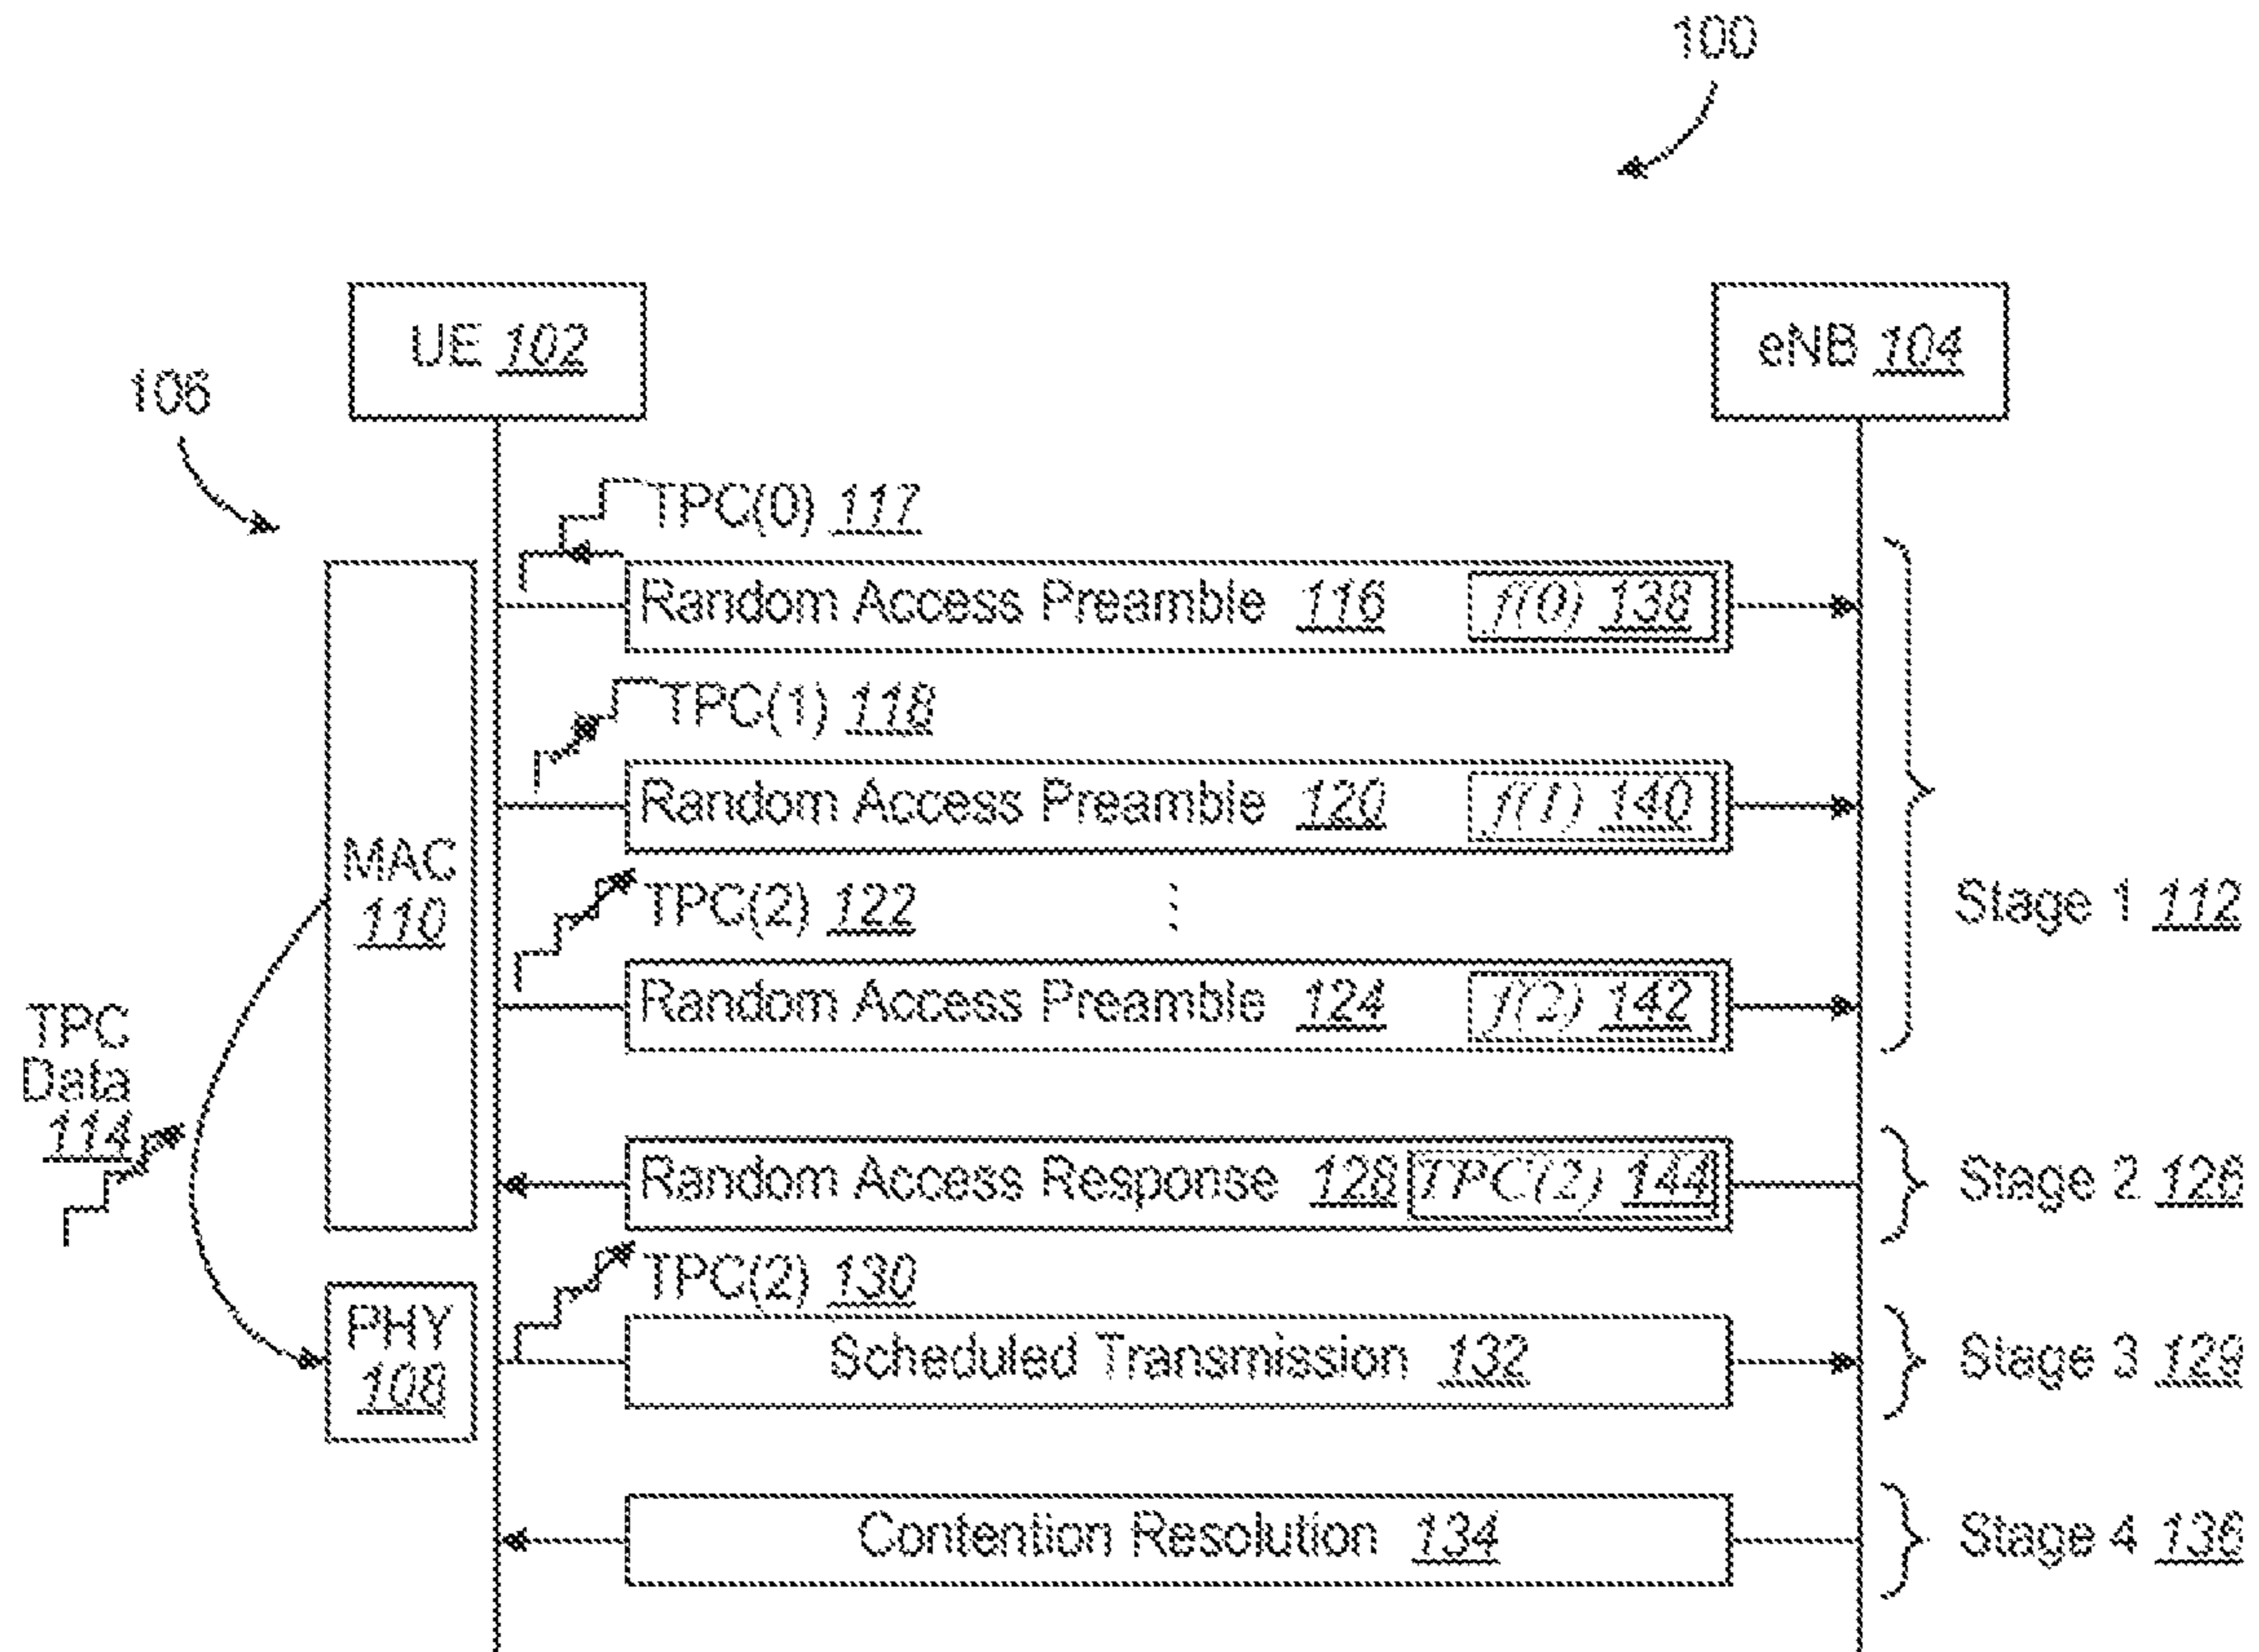 100
UE 102
eNB 104
106
TPC(0) 117
Random Access Preamble 116 f(0) 138
TPC(1) 118
Random Access Preamble 120 f(1) 140
MAC
110
TPC(2) 122
⋮
Stage 1 112
Random Access Preamble 124 f(2) 142
TPC
Data
114
Random Access Response 128 TPC(2) 144
Stage 2 126
TPC(2) 130
PHY
108
Scheduled Transmission 132
Stage 3 129
Contention Resolution 134
Stage 4 136